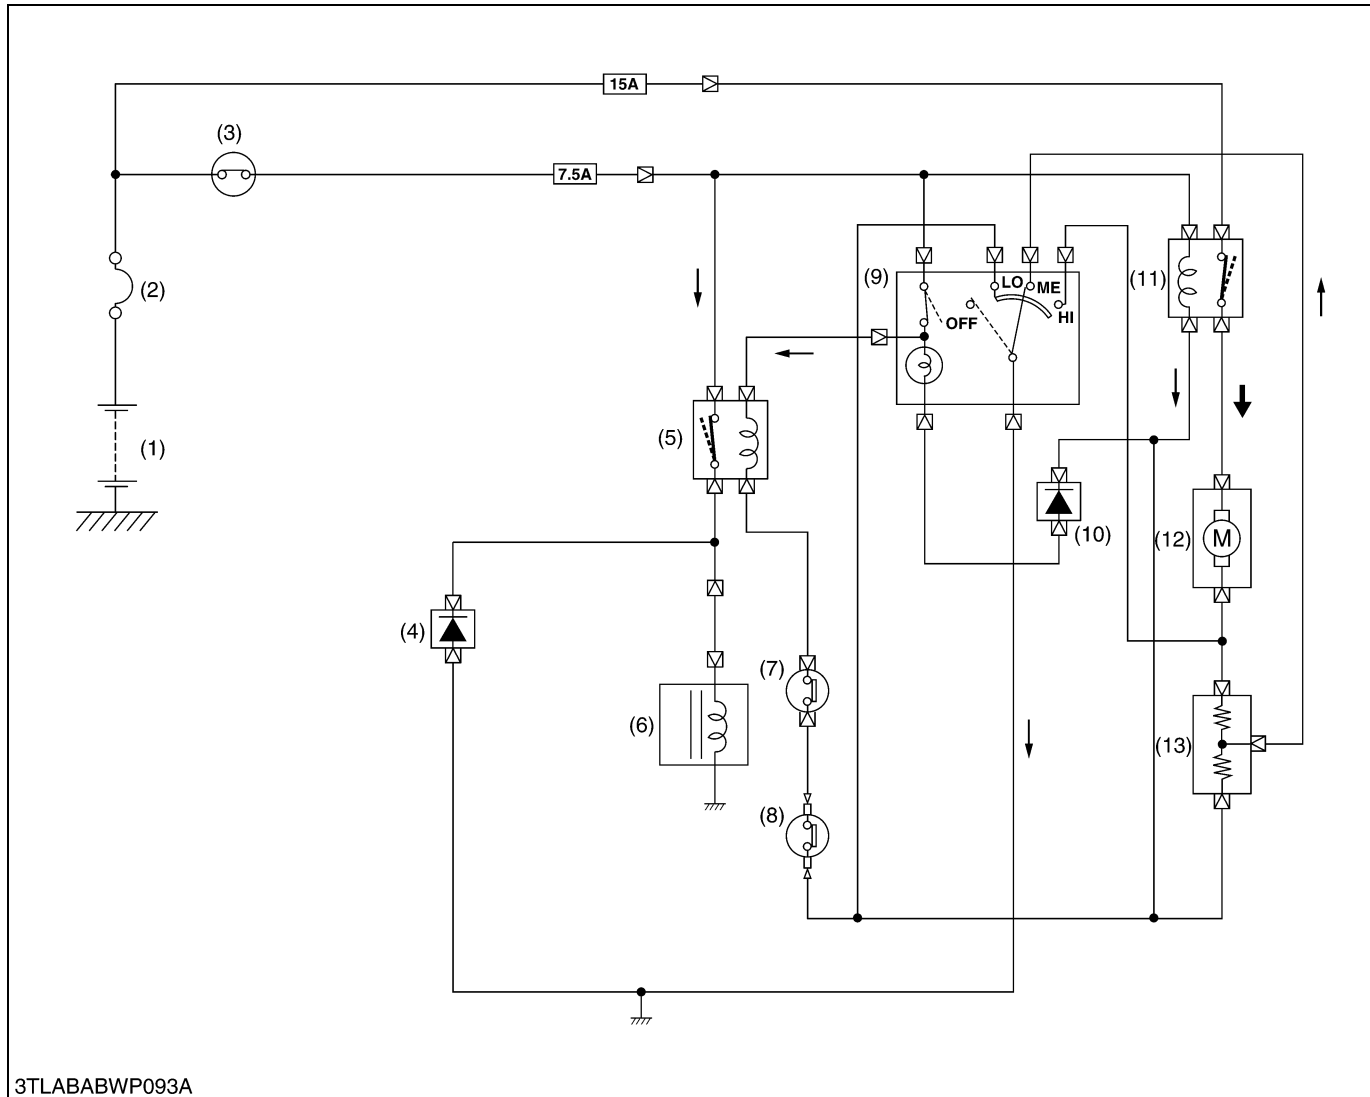 15A
(3)
7.5A
(2)
(9)
LO
ME
(11)
OFF
HI
(5)
(1)
(10)
(12)
M
(4)
(7)
(6)
(13)
(8)
3TLABABWP093A